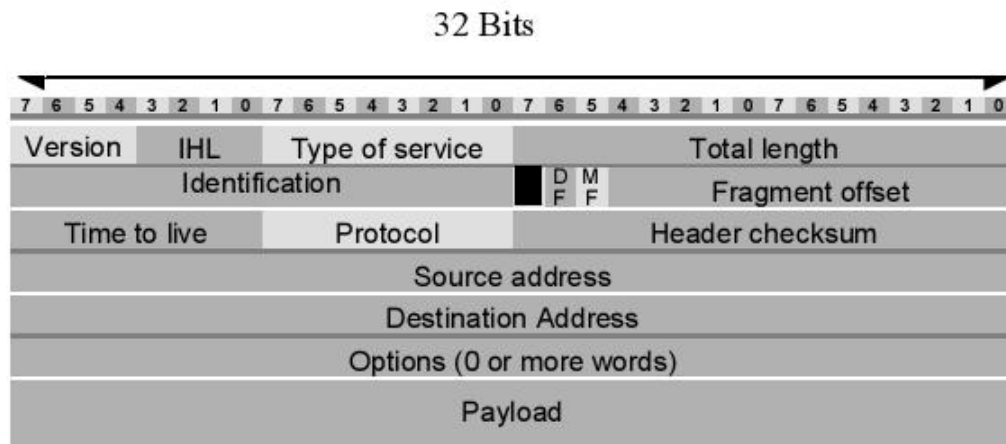 32 Bits
7 6 5 4 3 2 1 0 7 6 5 4 3 2 1 0 7 6 5 4 3 2 1 0 7 6 5 4 3 2 1 0
Version IHL Type of service Total length
Identification DF MF Fragment offset
Time to live Protocol Header checksum
Source address
Destination Address
Options (0 or more words)
Payload